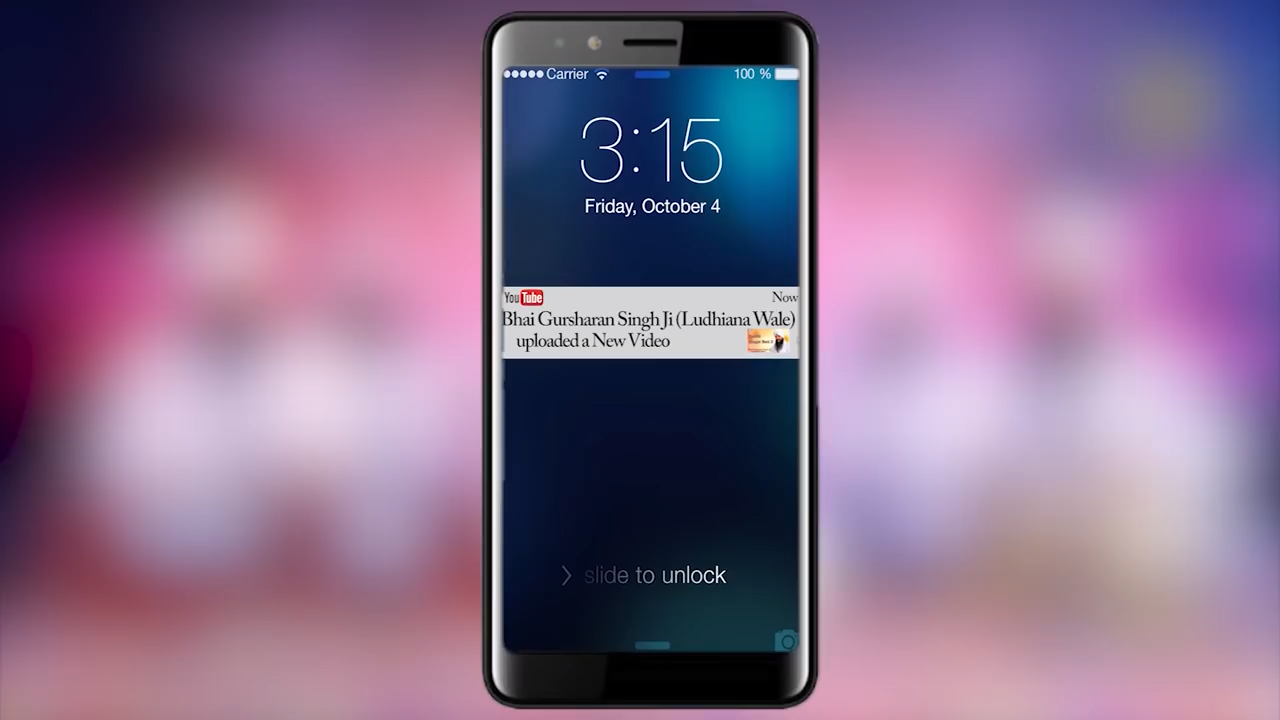 Carrier 100 %
3:15
Friday, October 4
YouTube Now
Bhai Gursharan Singh Ji (Ludhiana Wale)
uploaded a New Video
slide to unlock